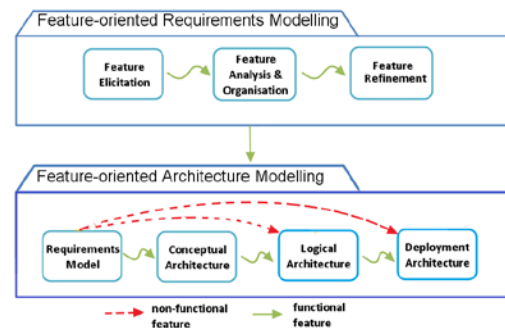 Feature-oriented Requirements Modelling
Feature
Elicitation
Feature
Analysis &
Organisation
Feature
Refinement
Feature-oriented Architecture Modelling
Requirements
Model
Conceptual
Architecture
Logical
Architecture
Deployment
Architecture
non-functional
feature
functional
feature